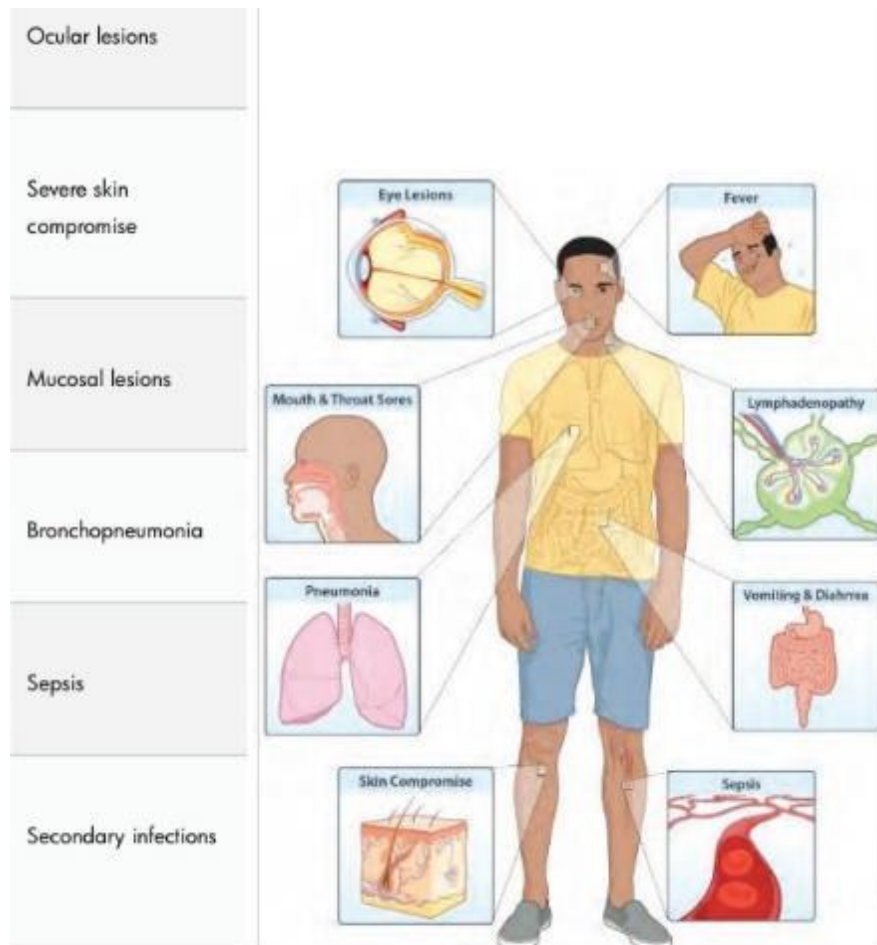 Ocular lesions
Severe skin
compromise
Mucosal lesions
Bronchopneumonia
Sepsis
Secondary infections
Eye Lesions
Fever
Mouth & Throat Sores
Lymphadenopathy
Pneumonia
Vomiting & Diahrrea
Skin Compromise
Sepsis